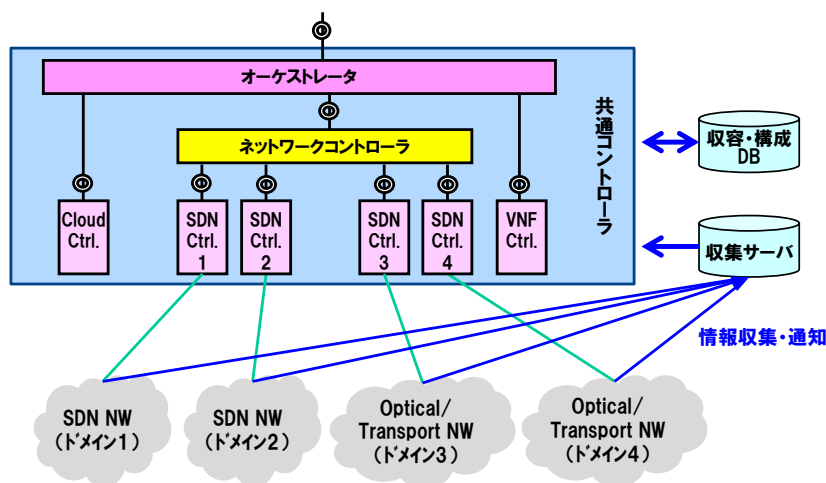 オーケストレータ
共通コントローラ
ネットワークコントローラ
収容・構成
DB
Cloud
Ctrl.
SDN
Ctrl.
1
SDN
Ctrl.
2
SDN
Ctrl.
3
SDN
Ctrl.
4
VNF
Ctrl.
収集サーバ
情報収集・通知
SDN NW
(ドメイン1)
SDN NW
(ドメイン2)
Optical/
Transport NW
(ドメイン3)
Optical/
Transport NW
(ドメイン4)